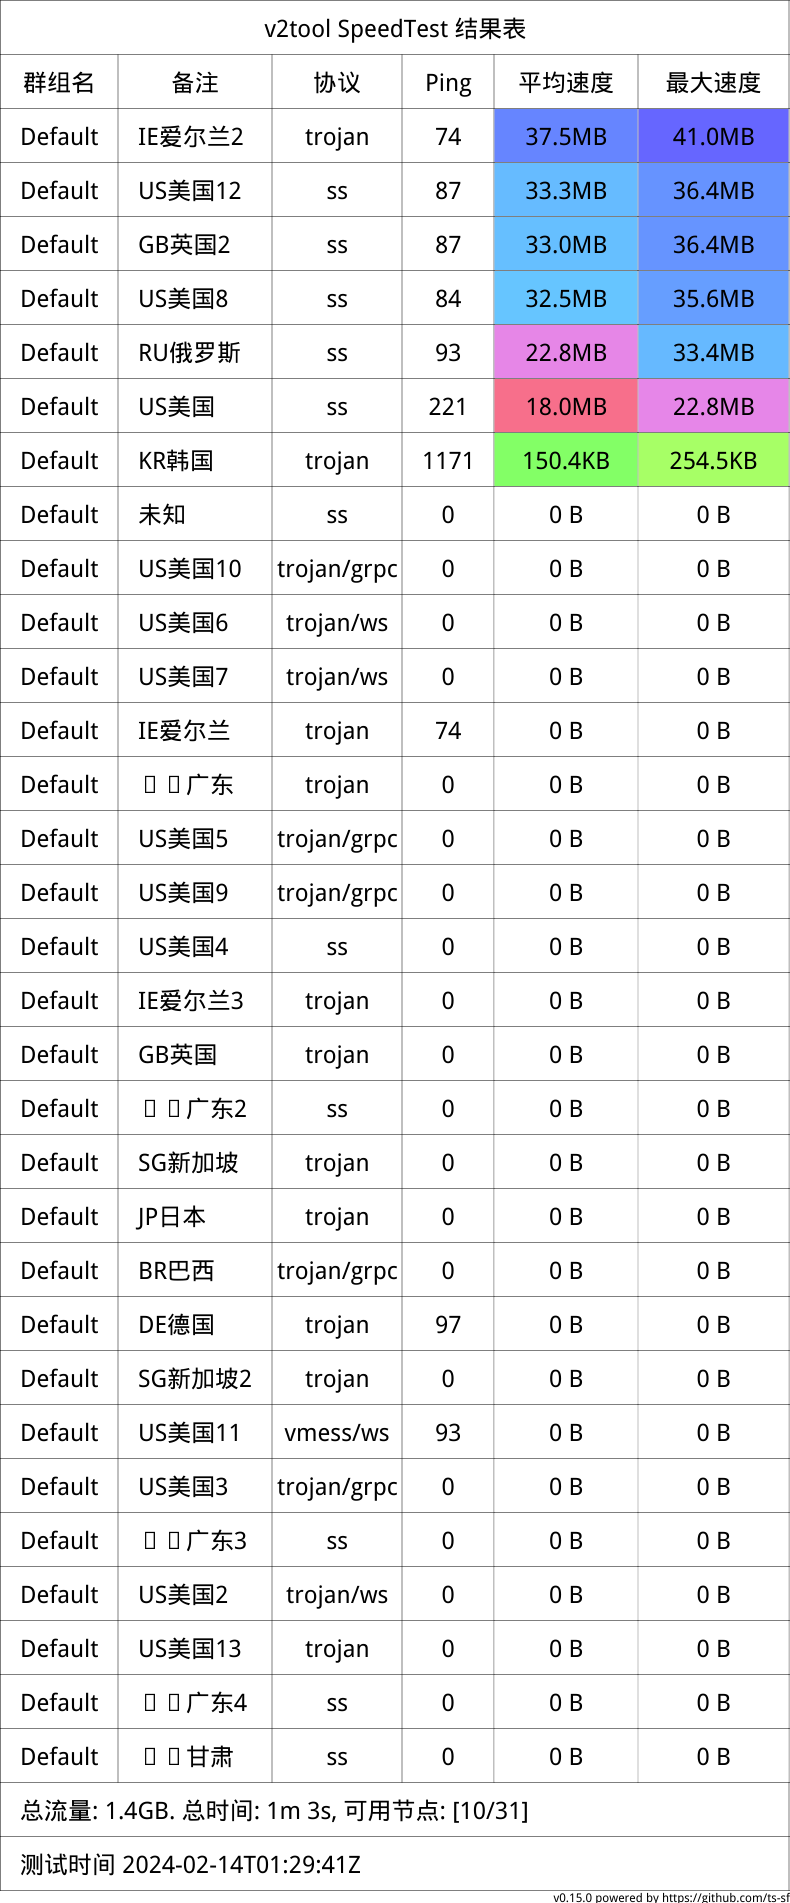 v2tool SpeedTest 结果表
群组名 备注 协议 Ping 平均速度 最大速度
Default IE爱尔兰2 trojan 74 37.5MB 41.0MB
Default US美国12 ss 87 33.3MB 36.4MB
Default GB英国2 ss 87 33.0MB 36.4MB
Default US美国8 ss 84 32.5MB 35.6MB
Default RU俄罗斯 ss 93 22.8MB 33.4MB
Default US美国 ss 221 18.0MB 22.8MB
Default KR韩国 trojan 1171 150.4KB 254.5KB
Default 未知 ss 0 0 B 0 B
Default US美国10 trojan/grpc 0 0 B 0 B
Default US美国6 trojan/ws 0 0 B 0 B
Default US美国7 trojan/ws 0 0 B 0 B
Default IE爱尔兰 trojan 74 0 B 0 B
Default 广东 trojan 0 0 B 0 B
Default US美国5 trojan/grpc 0 0 B 0 B
Default US美国9 trojan/grpc 0 0 B 0 B
Default US美国4 ss 0 0 B 0 B
Default IE爱尔兰3 trojan 0 0 B 0 B
Default GB英国 trojan 0 0 B 0 B
Default 广东2 ss 0 0 B 0 B
Default SG新加坡 trojan 0 0 B 0 B
Default JP日本 trojan 0 0 B 0 B
Default BR巴西 trojan/grpc 0 0 B 0 B
Default DE德国 trojan 97 0 B 0 B
Default SG新加坡2 trojan 0 0 B 0 B
Default US美国11 vmess/ws 93 0 B 0 B
Default US美国3 trojan/grpc 0 0 B 0 B
Default 广东3 ss 0 0 B 0 B
Default US美国2 trojan/ws 0 0 B 0 B
Default US美国13 trojan 0 0 B 0 B
Default 广东4 ss 0 0 B 0 B
Default 甘肃 ss 0 0 B 0 B
总流量: 1.4GB. 总时间: 1m 3s, 可用节点: [10/31]
测试时间 2024-02-14T01:29:41Z
v0.15.0 powered by https://github.com/ts-sf